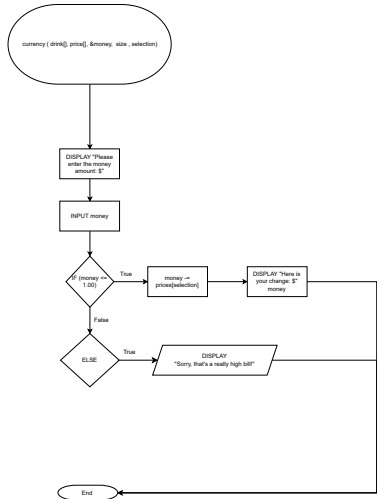 currency ( drink[], price[], &money, size , selection)
DISPLAY "Please
enter the money
amount: $"
INPUT money
IF (money <=
1.00)
True
money -=
prices[selection]
DISPLAY "Here is
your change: $"
money
False
ELSE
True
DISPLAY
"Sorry, that's a really high bill!"
End